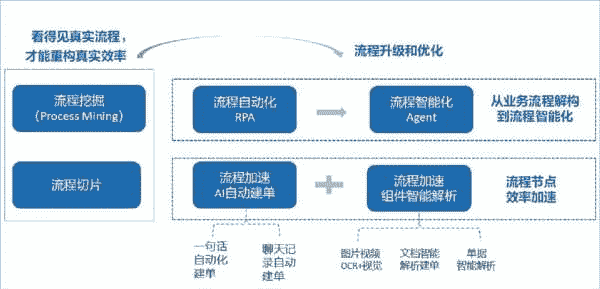 看得见真实流程，
才能重构真实效率
流程升级和优化
流程挖掘
（Process Mining）
流程切片
流程自动化
RPA
流程智能化
Agent
从业务流程解构
到流程智能化
流程加速
AI自动建单
流程加速
组件智能解析
流程节点
效率加速
一句话
自动化
建单
聊天记
录自动
建单
图片视频
OCR+视觉
文档智能
解析建单
单据
智能解析